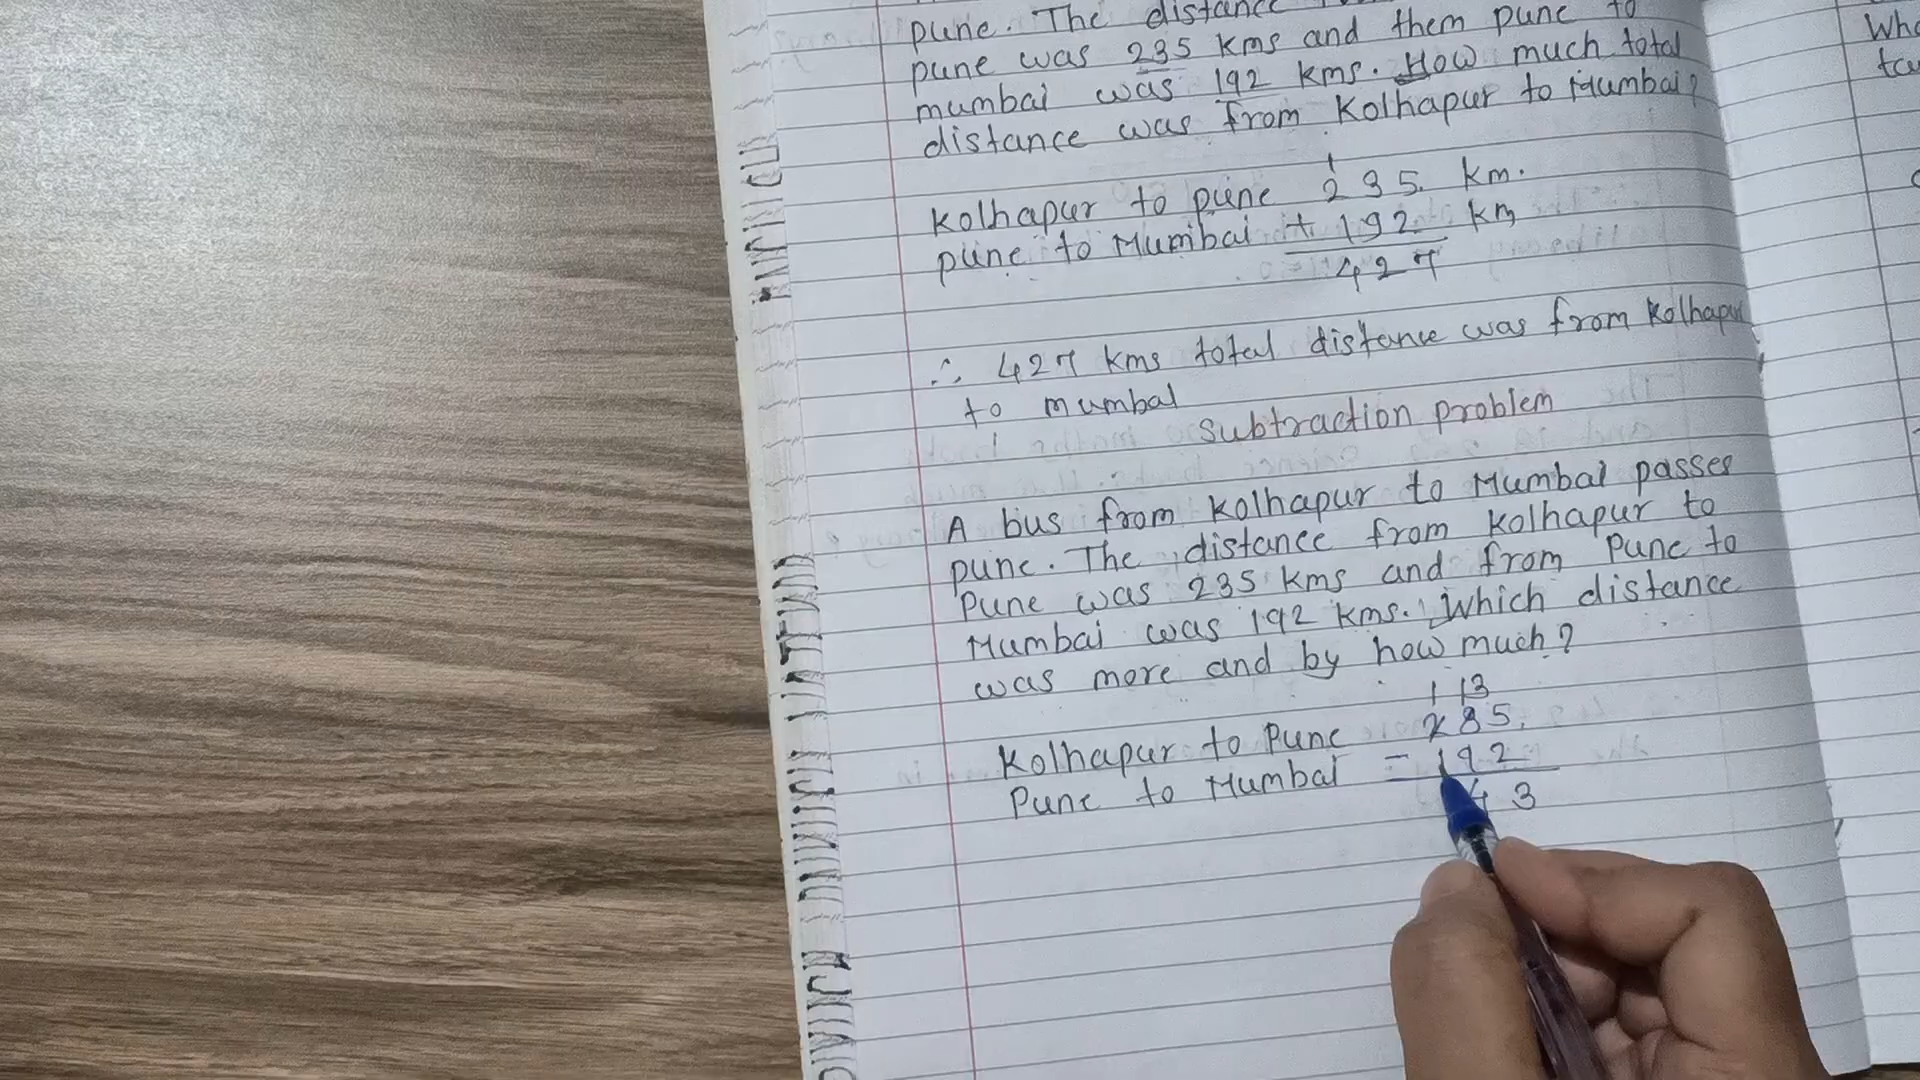 pune. The distance
pune was 235 kms and them pune to
mumbai was 192 kms. How much total
distance was from Kolhapur to Mumbai?
1
Kolhapur to pune 235 km.
pune to Mumbai + 192 km
427
∴ 427 kms total distance was from Kolhapur
to mumbai
subtraction problem
A bus from Kolhapur to Mumbai passes
pune. The distance from Kolhapur to
Pune was 235 kms and from Pune to
Mumbai was 192 kms. Which distance
was more and by how much?
1 13
Kolhapur to Pune 235.
Pune to Mumbai - 192
43